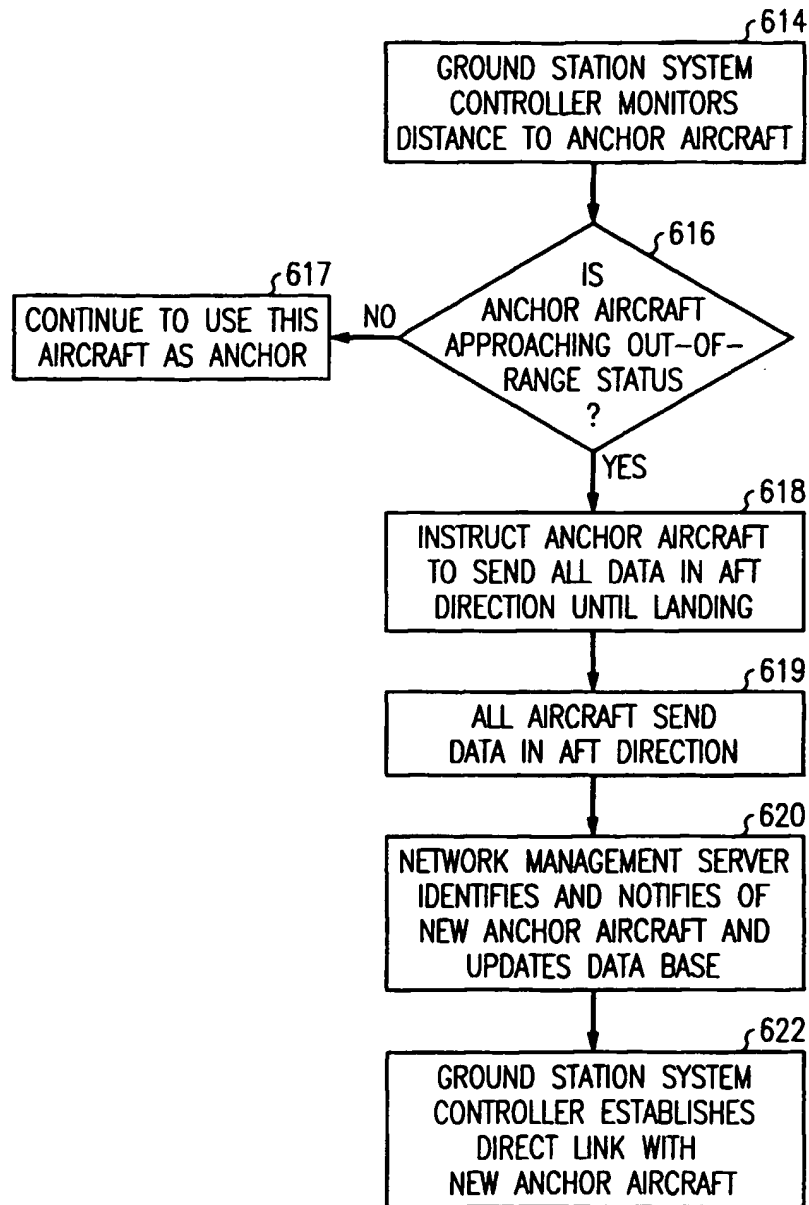 614
GROUND STATION SYSTEM
CONTROLLER MONITORS
DISTANCE TO ANCHOR AIRCRAFT
616
IS
ANCHOR AIRCRAFT
APPROACHING OUT-OF-
RANGE STATUS
?
NO
617
CONTINUE TO USE THIS
AIRCRAFT AS ANCHOR
YES
618
INSTRUCT ANCHOR AIRCRAFT
TO SEND ALL DATA IN AFT
DIRECTION UNTIL LANDING
619
ALL AIRCRAFT SEND
DATA IN AFT DIRECTION
620
NETWORK MANAGEMENT SERVER
IDENTIFIES AND NOTIFIES OF
NEW ANCHOR AIRCRAFT AND
UPDATES DATA BASE
622
GROUND STATION SYSTEM
CONTROLLER ESTABLISHES
DIRECT LINK WITH
NEW ANCHOR AIRCRAFT